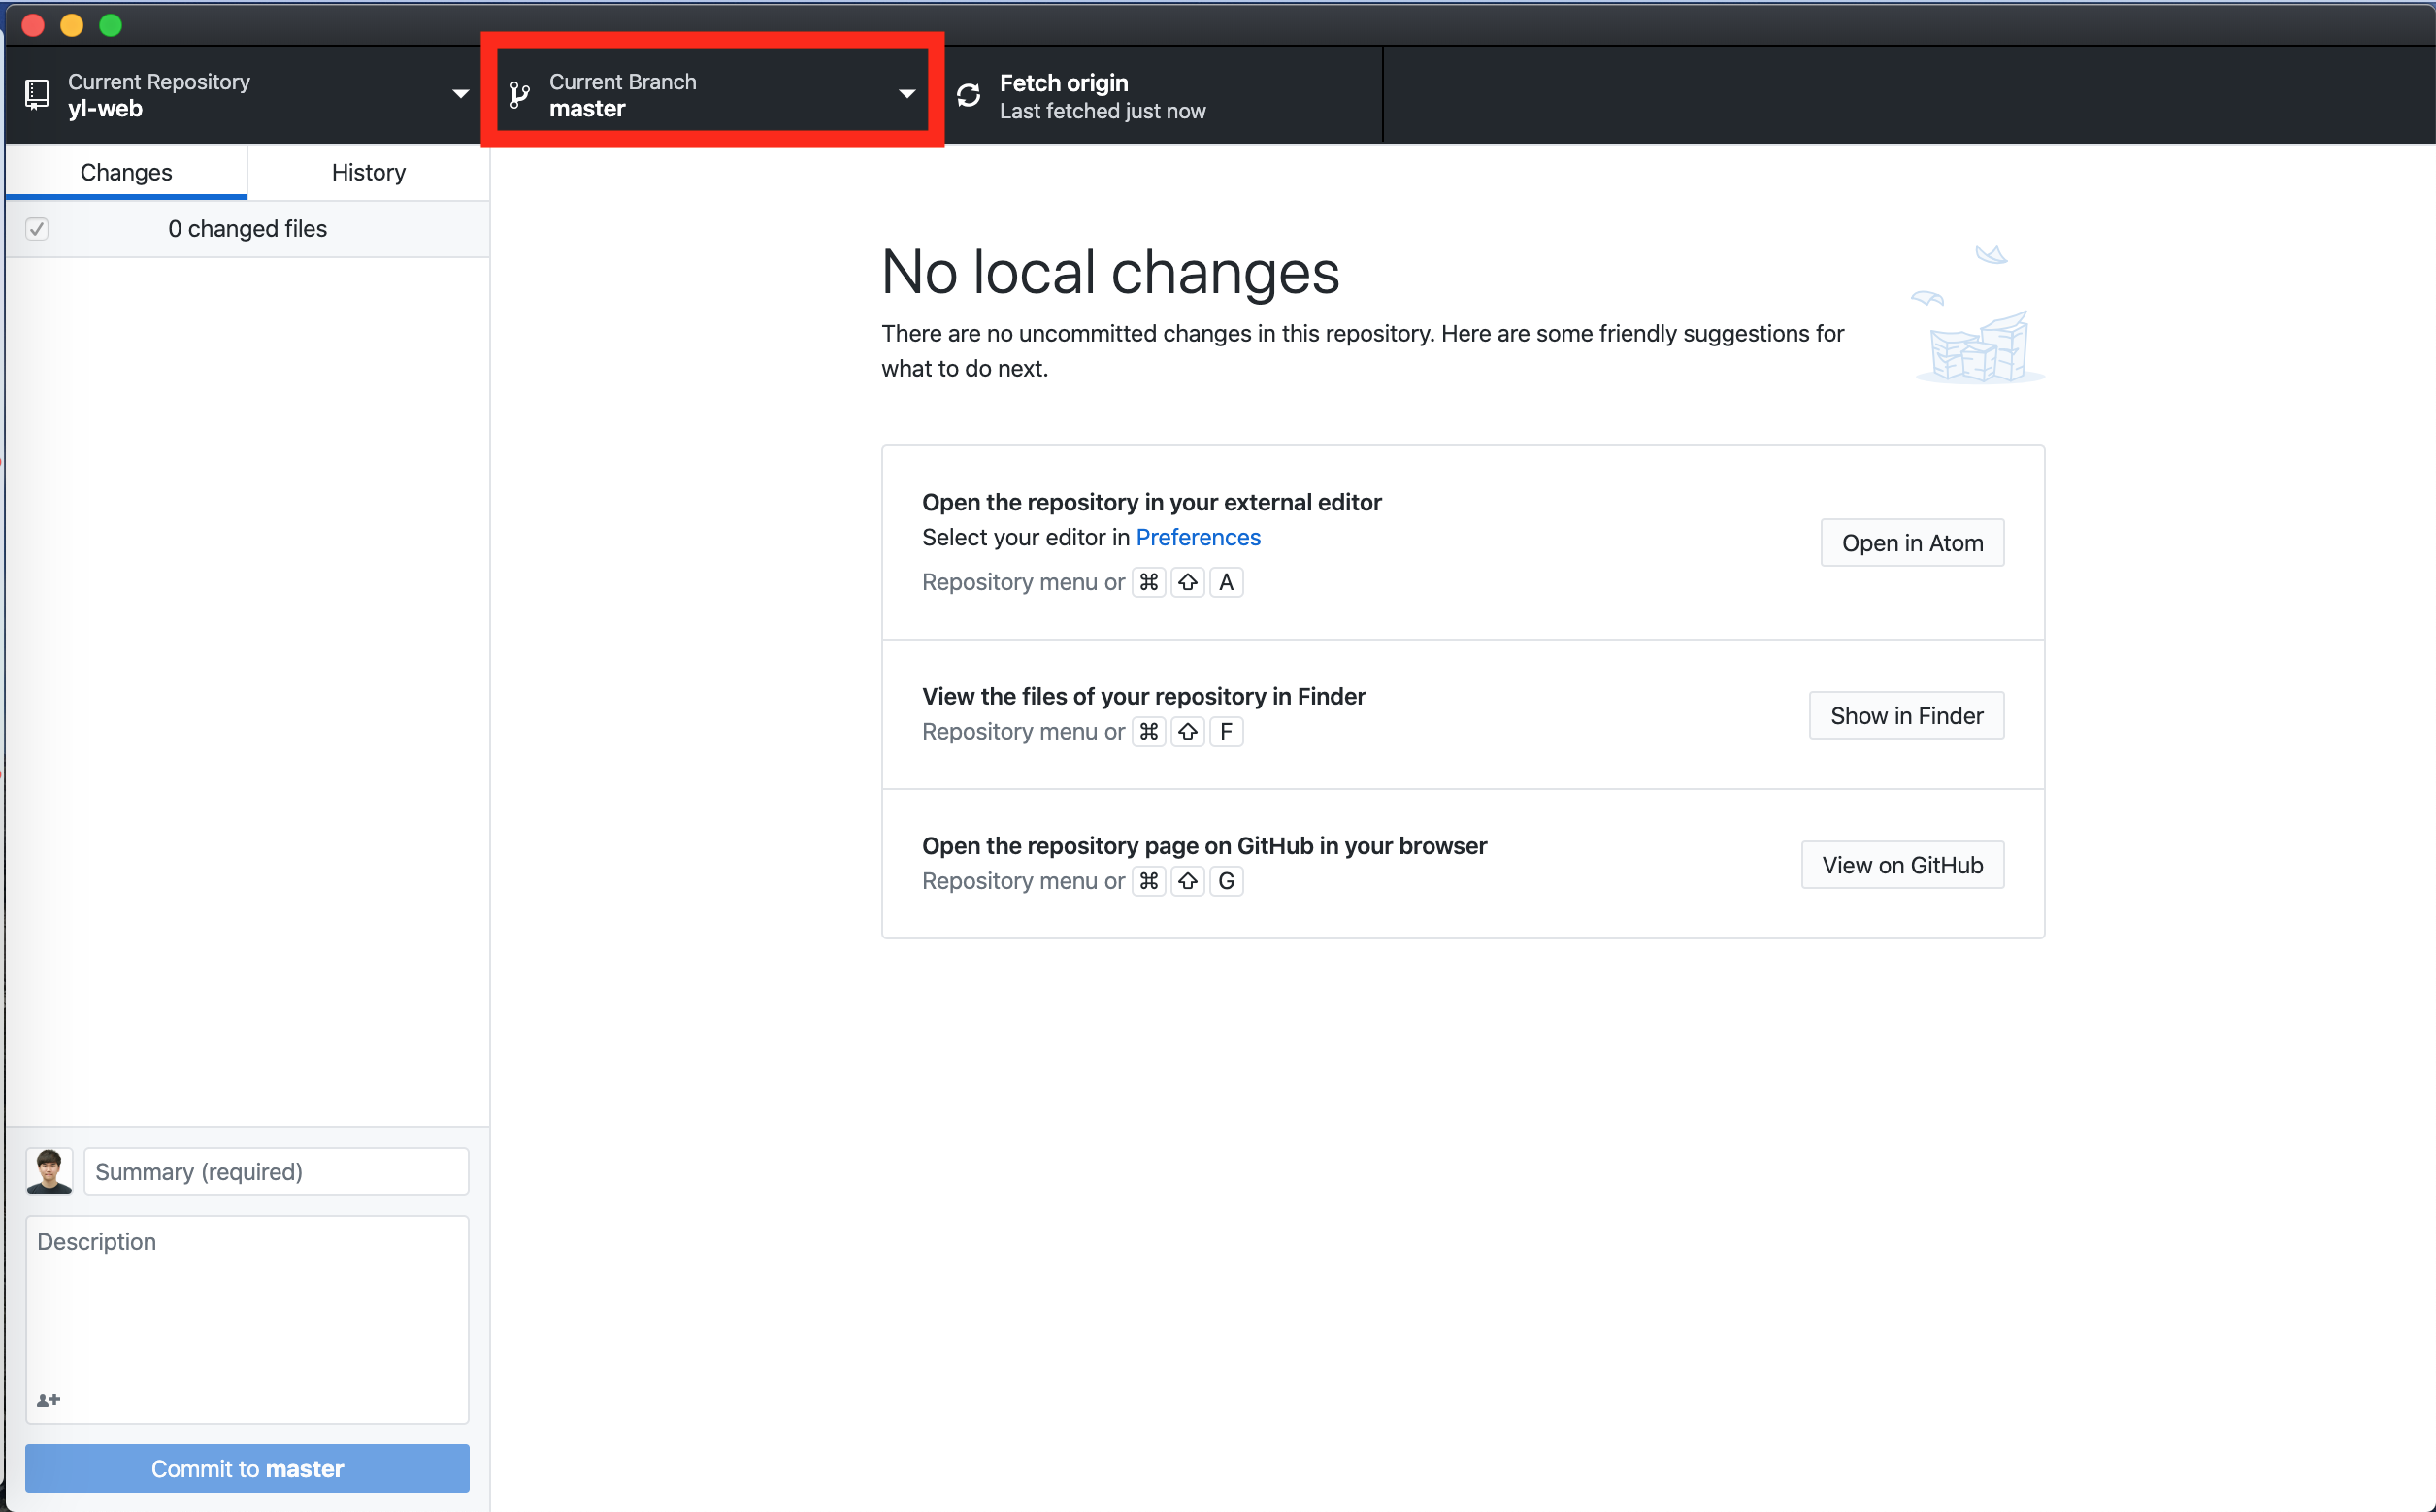 Current Repository
yl-web
Current Branch
master
Fetch origin
Last fetched just now
Changes
History
0 changed files
No local changes
There are no uncommitted changes in this repository. Here are some friendly suggestions for
what to do next.
Open the repository in your external editor
Select your editor in Preferences
Repository menu or ⌘ ⇧ A
Open in Atom
View the files of your repository in Finder
Repository menu or ⌘ ⇧ F
Show in Finder
Open the repository page on GitHub in your browser
Repository menu or ⌘ ⇧ G
View on GitHub
Summary (required)
Description
Commit to master